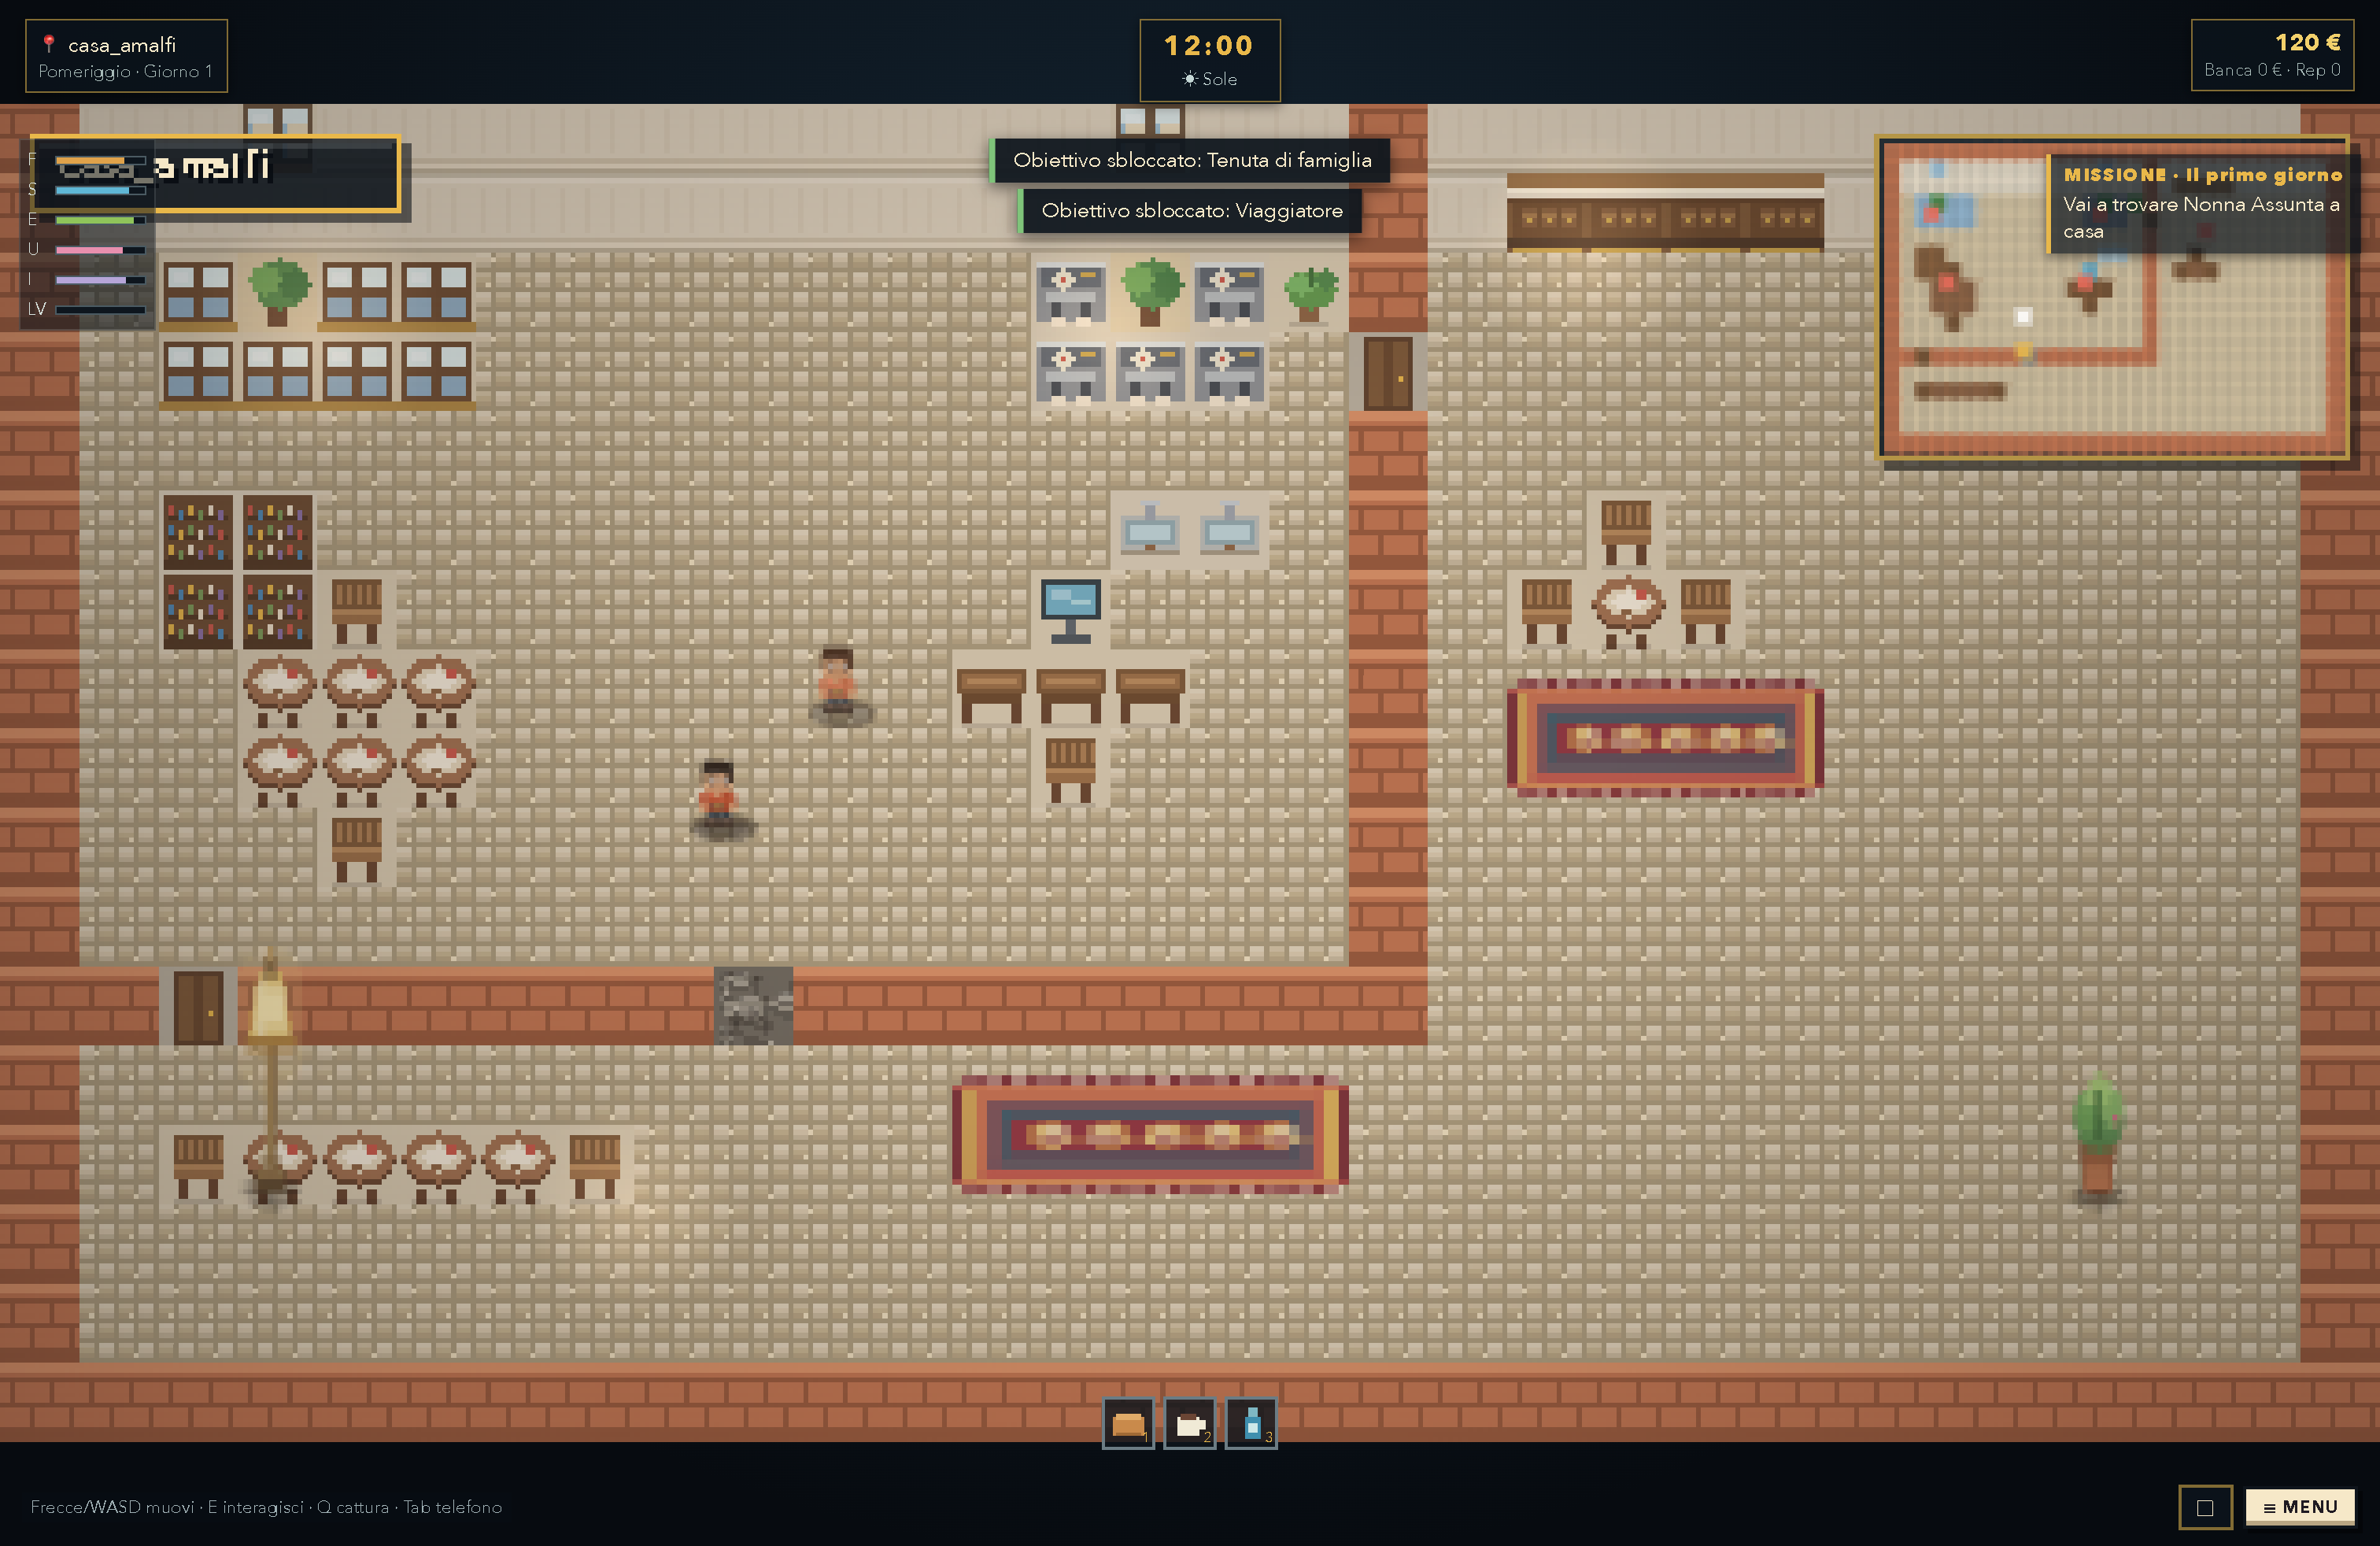 casa_amalfi
Pomeriggio · Giorno 1
12:00
☀ Sole
120 €
Banca 0 € · Rep 0
amalfi
F
S
E
U
I
LV
Obiettivo sbloccato: Tenuta di famiglia
Obiettivo sbloccato: Viaggiatore
MISSIONE · Il primo giorno
Vai a trovare Nonna Assunta a
casa
1
2
3
Frecce/WASD muovi · E interagisci · Q cattura · Tab telefono
≡ MENU